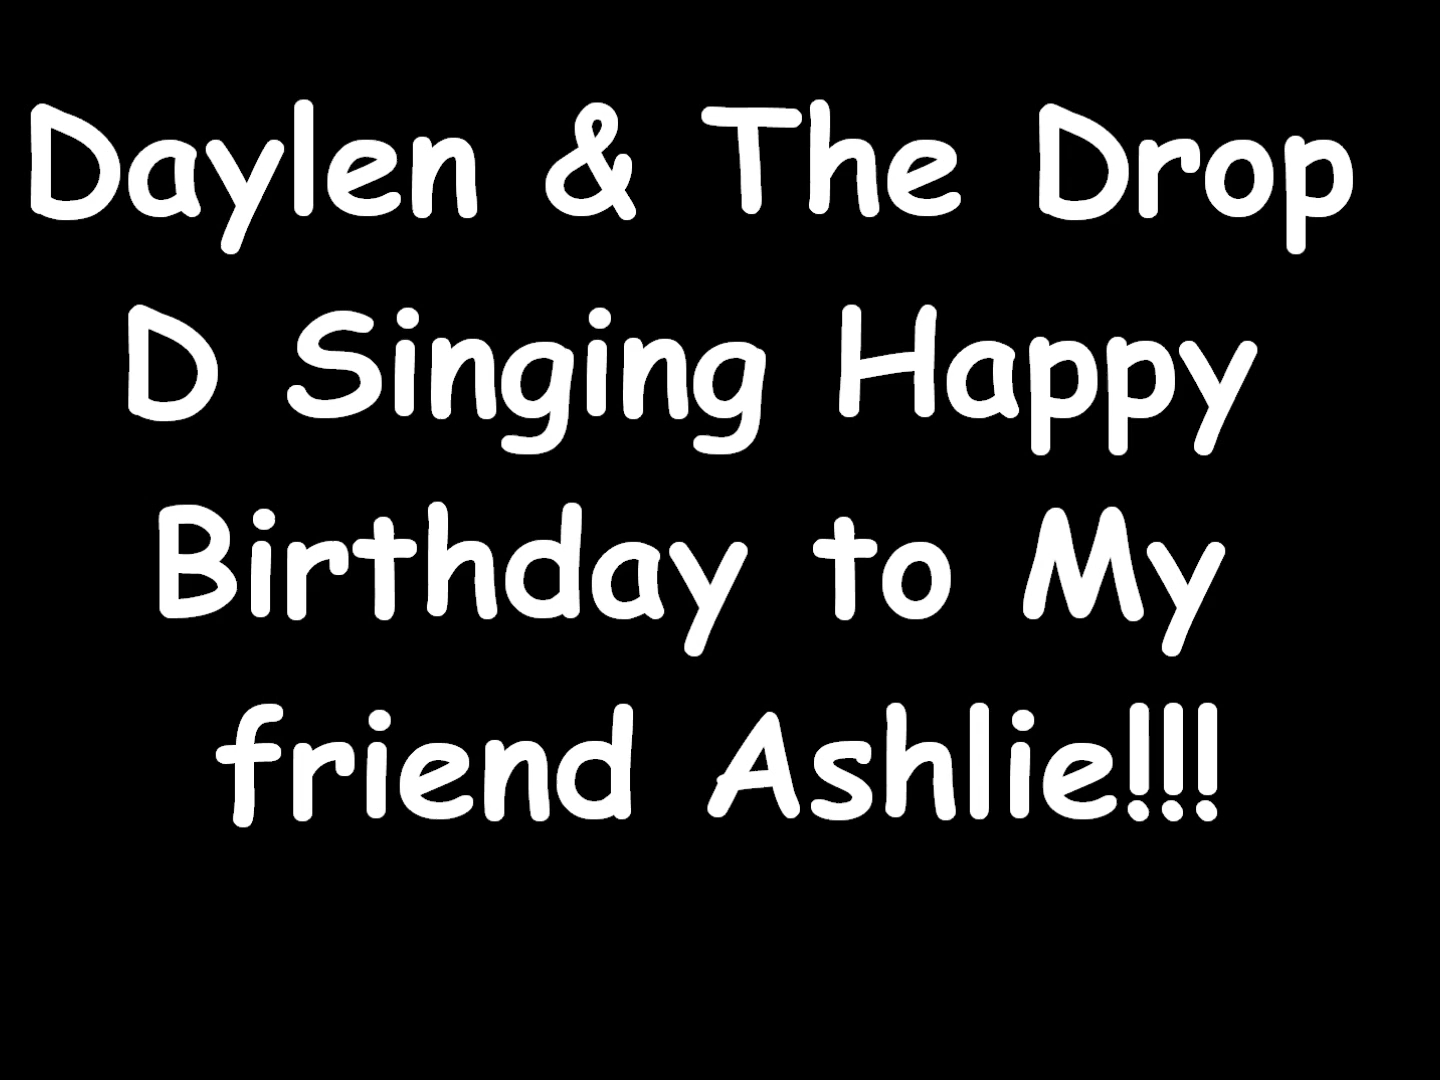 Daylen & The Drop
D Singing Happy
Birthday to My
friend Ashlie!!!